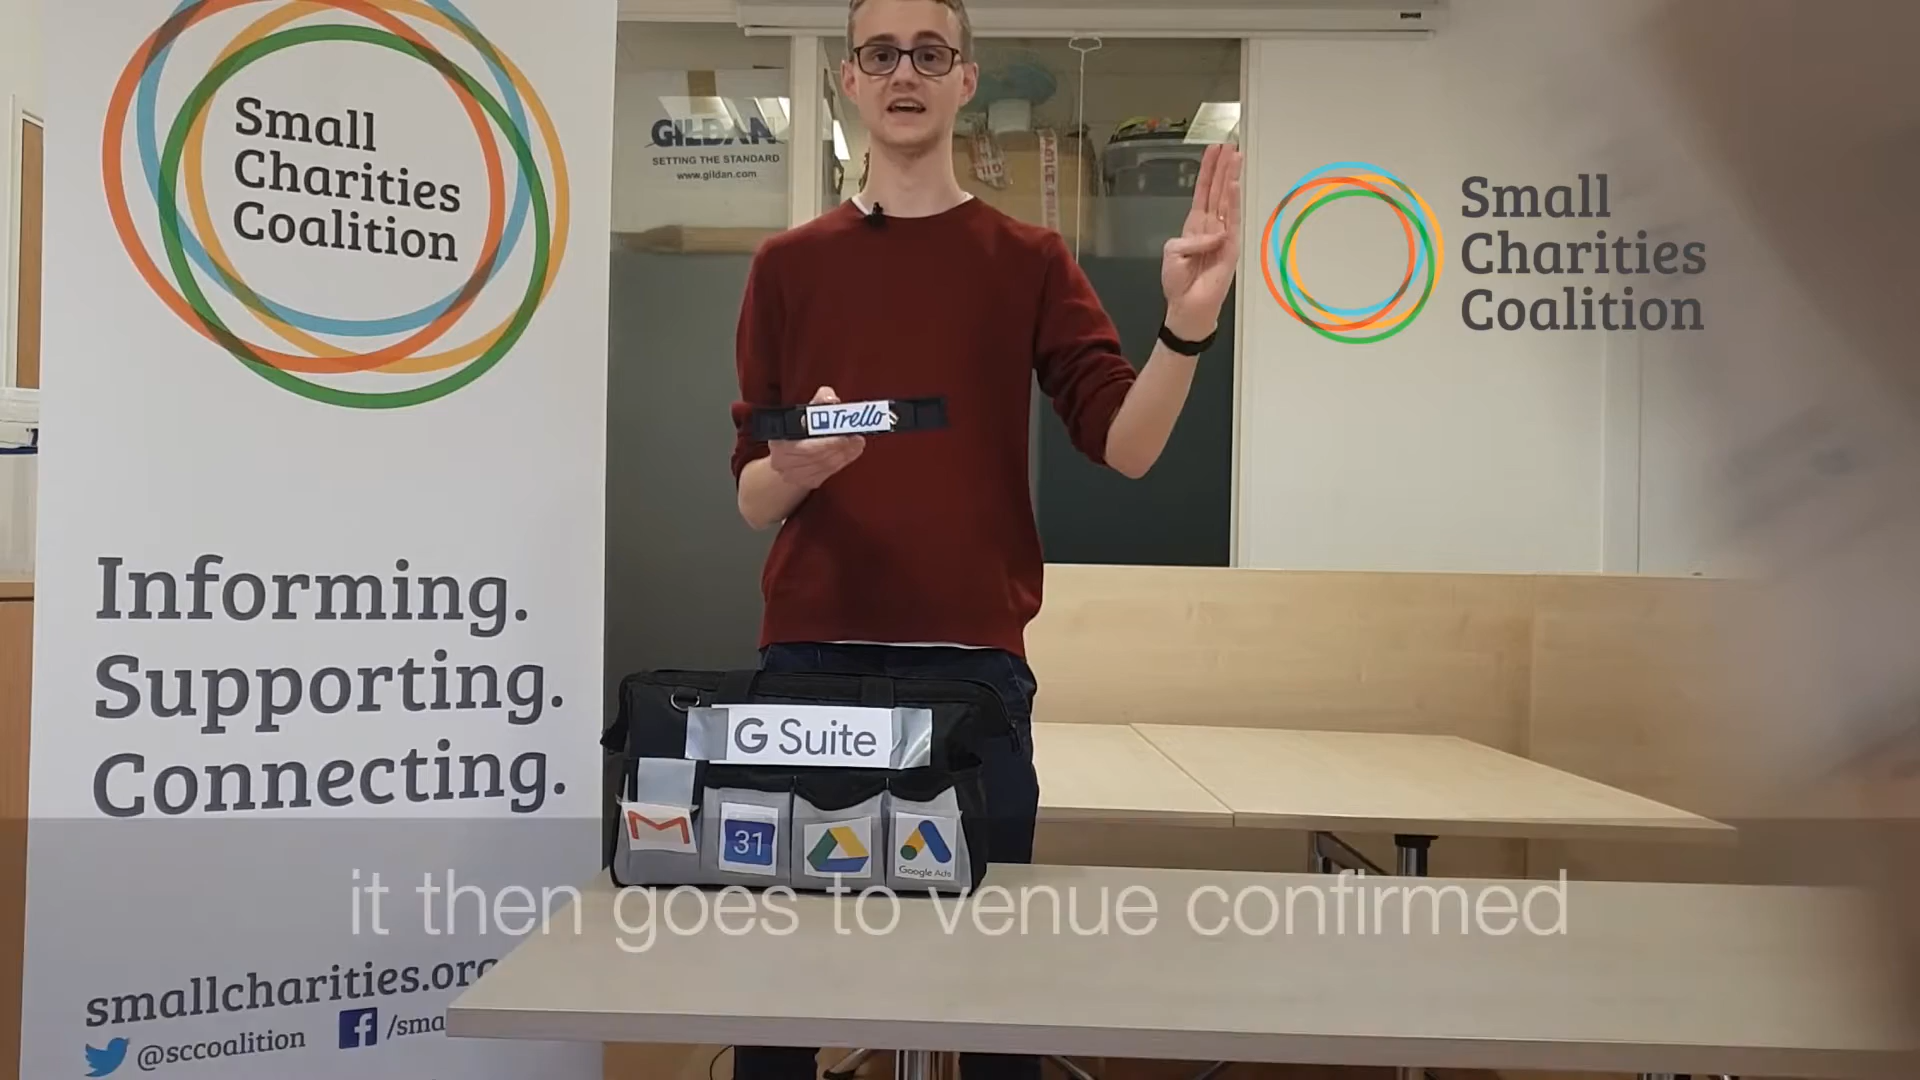 Small
Charities
Coalition
Informing.
Supporting.
Connecting.
smallcharities.org
@sccoalition
/sma
GILDAN
SETTING THE STANDARD
www.gildan.com
Trello
G Suite
31
Google Ads
Small
Charities
Coalition
it then goes to venue confirmed